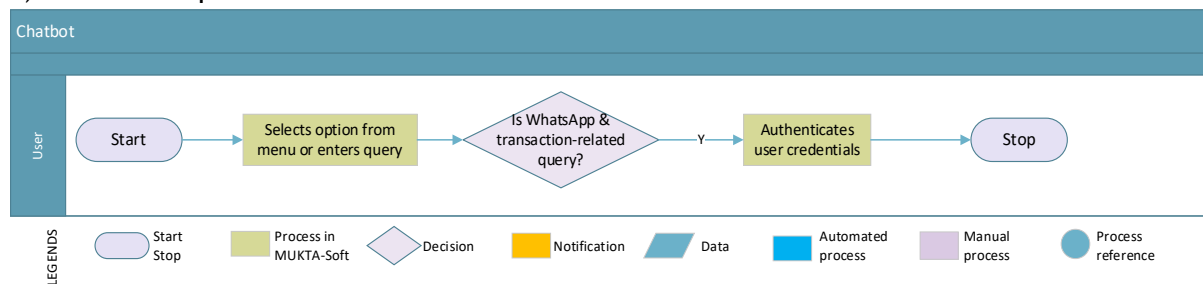 Chatbot
User
Start
Selects option from
menu or enters query
Is WhatsApp &
transaction-related
query?
Y
Authenticates
user credentials
Stop
LEGENDS
Start
Stop
Process in
MUKTA-Soft
Decision
Notification
Data
Automated
process
Manual
process
Process
reference